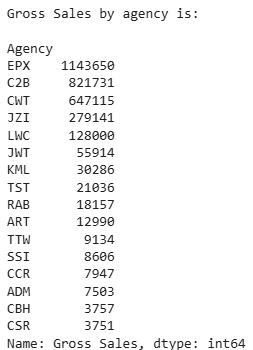 Gross Sales by agency is:

Agency
EPX    1143650
C2B     821731
CWT     647115
JZI     279141
LWC     128000
JWT      55914
KML      30286
TST      21036
RAB      18157
ART      12990
TTW       9134
SSI       8606
CCR       7947
ADM       7503
CBH       3757
CSR       3751
Name: Gross Sales, dtype: int64